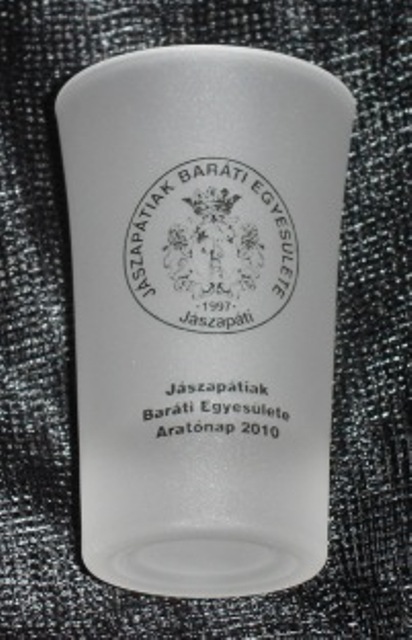 JÁSZAPÁTIAK BARÁTI EGYESÜLETE
-1997-
Jászapáti
Jászapátiak
Baráti Egyesülete
Aratónap 2010